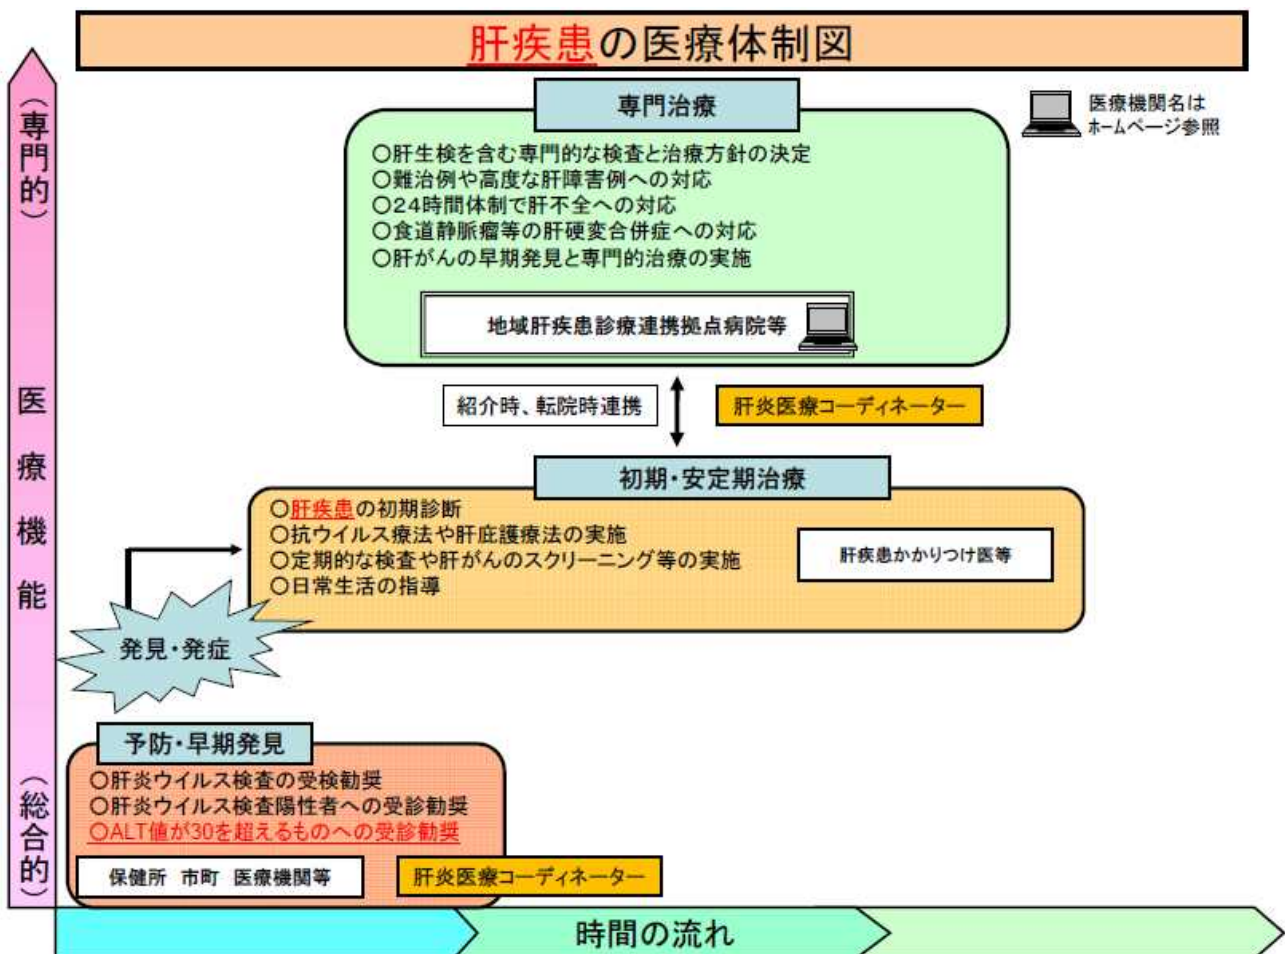 肝疾患の医療体制図
(専門的)
医療機能
(総合的)
医療機関名は
ホームページ参照
専門治療
○肝生検を含む専門的な検査と治療方針の決定
○難治例や高度な肝障害例への対応
○24時間体制で肝不全への対応
○食道静脈瘤等の肝硬変合併症への対応
○肝がんの早期発見と専門的治療の実施
地域肝疾患診療連携拠点病院等
紹介時、転院時連携
肝炎医療コーディネーター
初期・安定期治療
○肝疾患の初期診断
○抗ウイルス療法や肝庇護療法の実施
○定期的な検査や肝がんのスクリーニング等の実施
○日常生活の指導
肝疾患かかりつけ医等
発見・発症
予防・早期発見
○肝炎ウイルス検査の受検勧奨
○肝炎ウイルス検査陽性者への受診勧奨
○ALT値が30を超えるものへの受診勧奨
保健所 市町 医療機関等
肝炎医療コーディネーター
時間の流れ